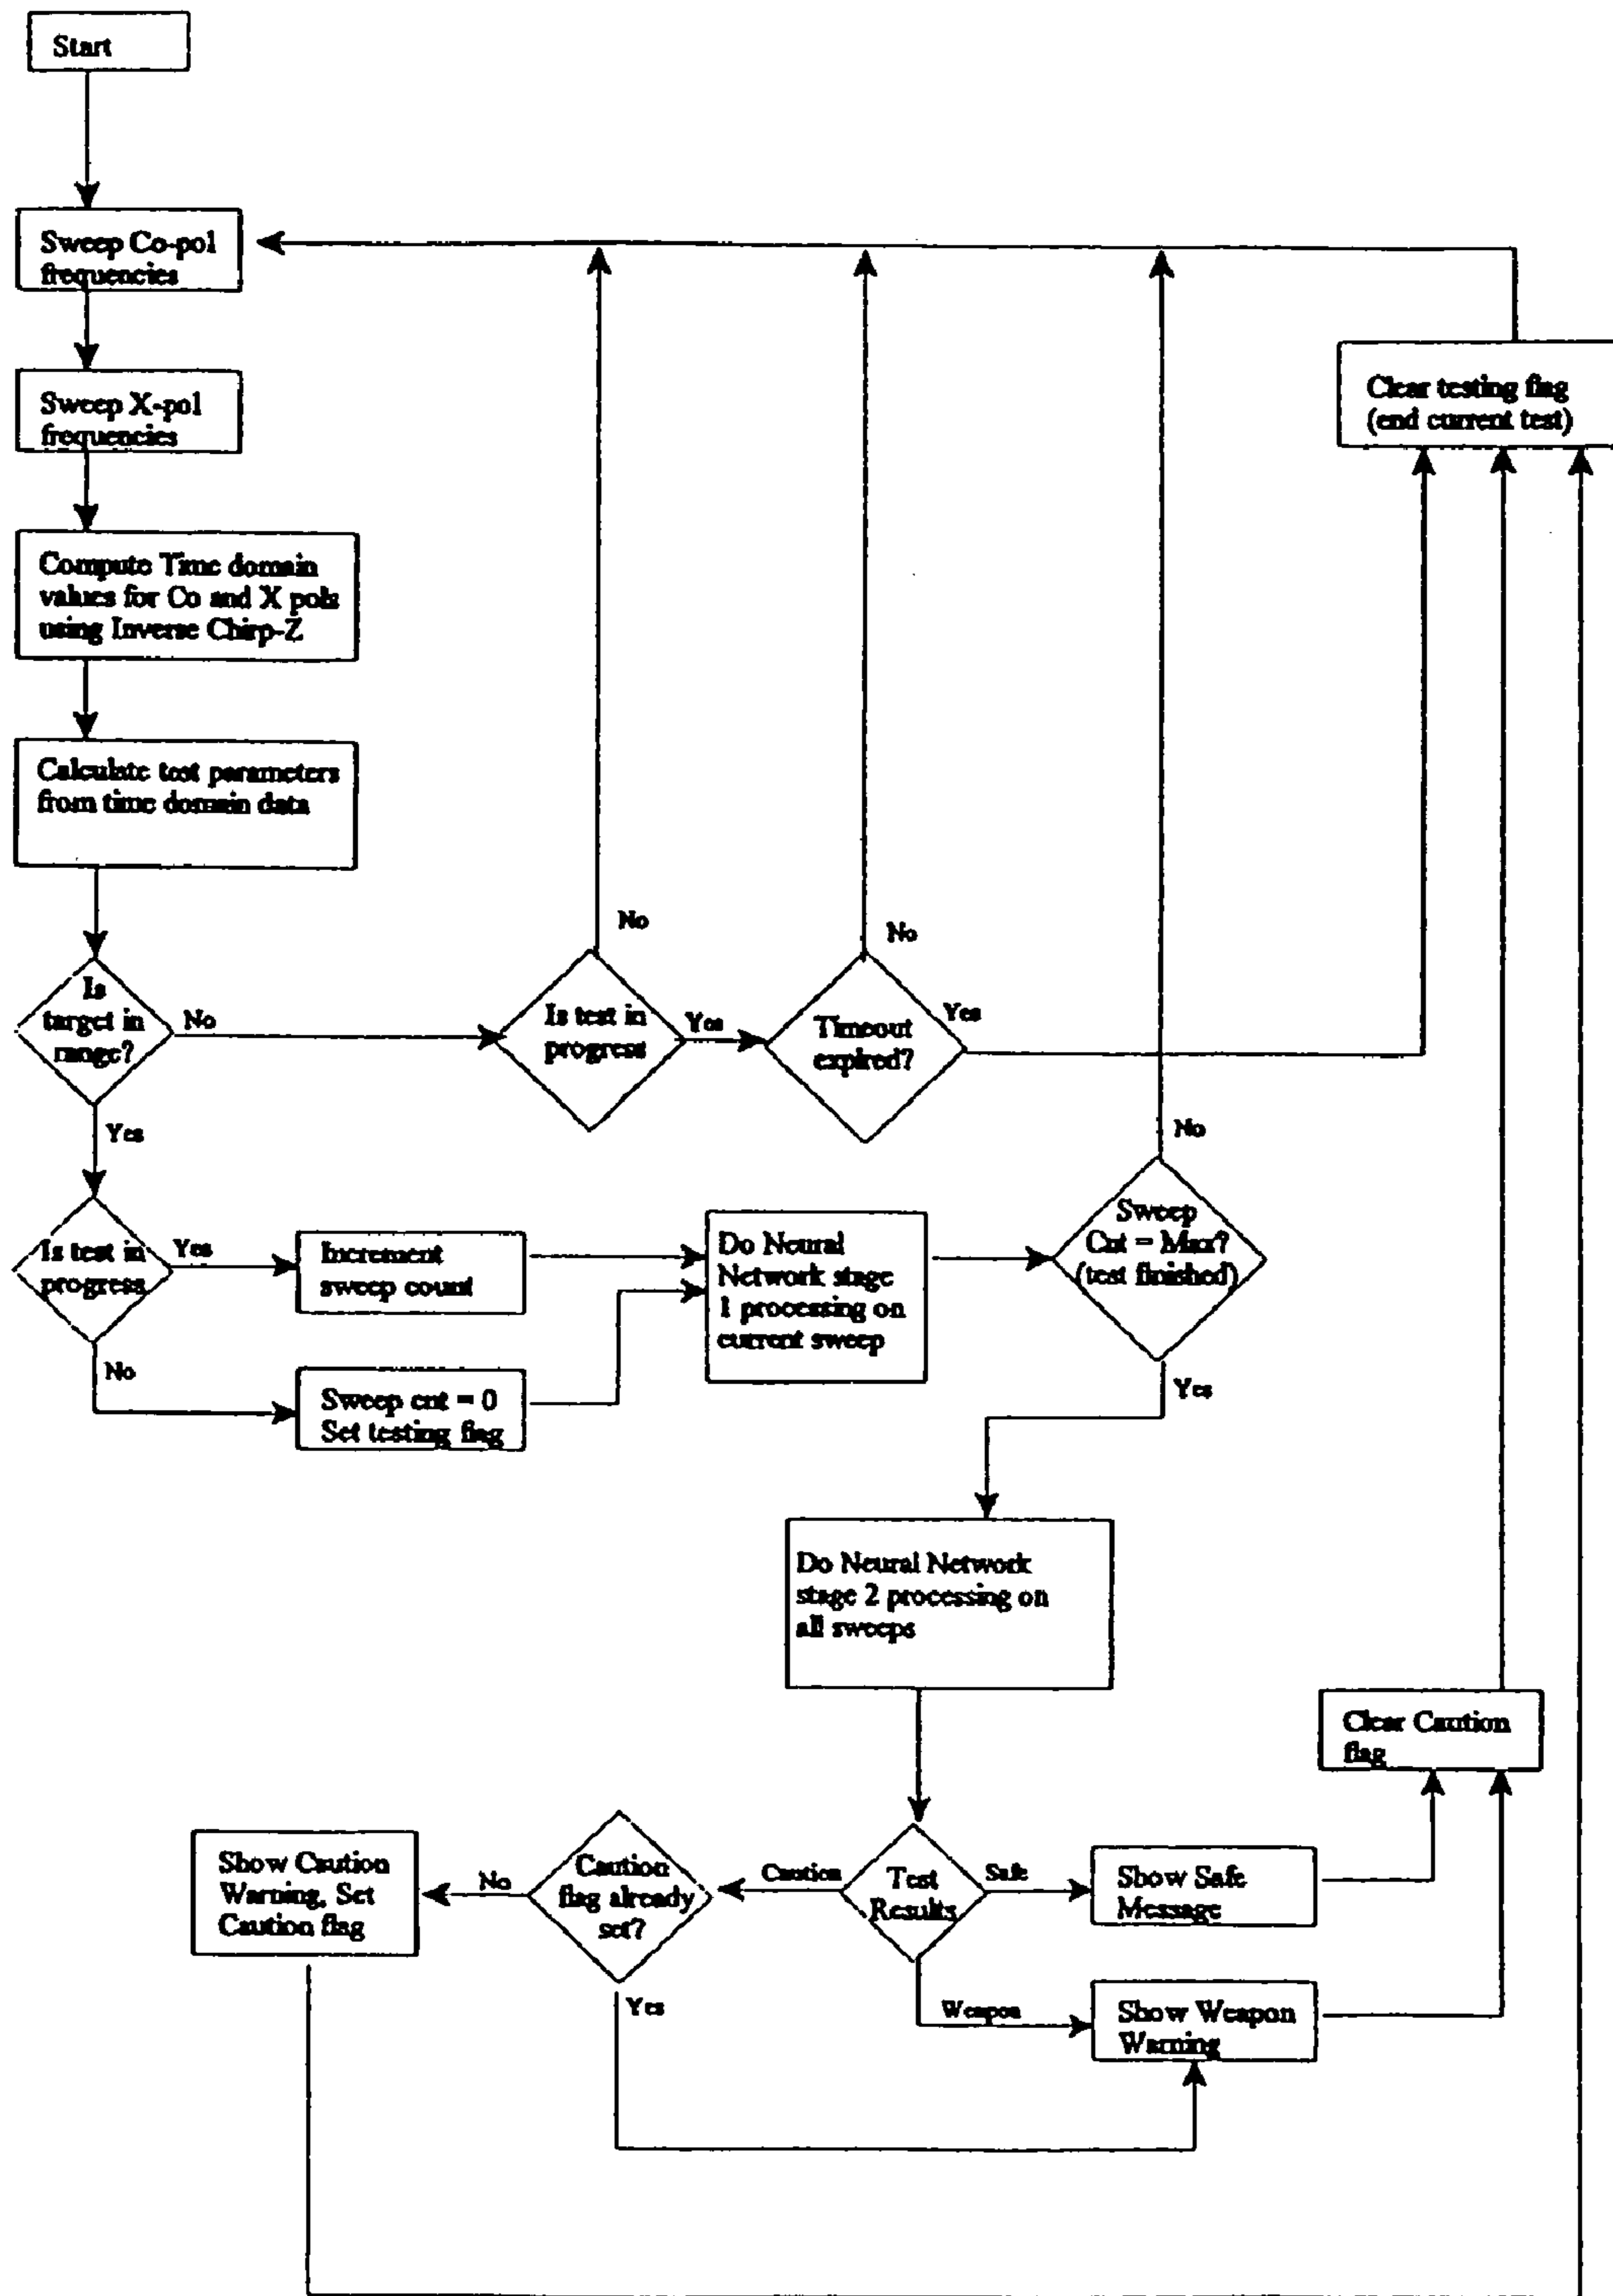 Start
Sweep Co-pol
frequencies
Sweep X-pol
frequencies
Clear testing flag
(end current test)
Compute Time domain
values for Co and X pols
using Inverse Chirp-Z
Calculate test parameters
from time domain data
No
No
Is
target in
range?
No
Is test in
progress
Yes
Timeout
expired?
Yes
Yes
No
Is test in
progress
Yes
Increment
sweep count
Do Neural
Network stage
1 processing on
current sweep
Sweep
Cnt = Max?
(test finished)
No
Sweep cnt = 0
Set testing flag
Yes
Do Neural Network
stage 2 processing on
all sweeps
Clear Caution
flag
Show Caution
Warning, Set
Caution flag
No
Caution
flag already
set?
Caution
Test
Results
Safe
Show Safe
Message
Yes
Weapon
Show Weapon
Warning